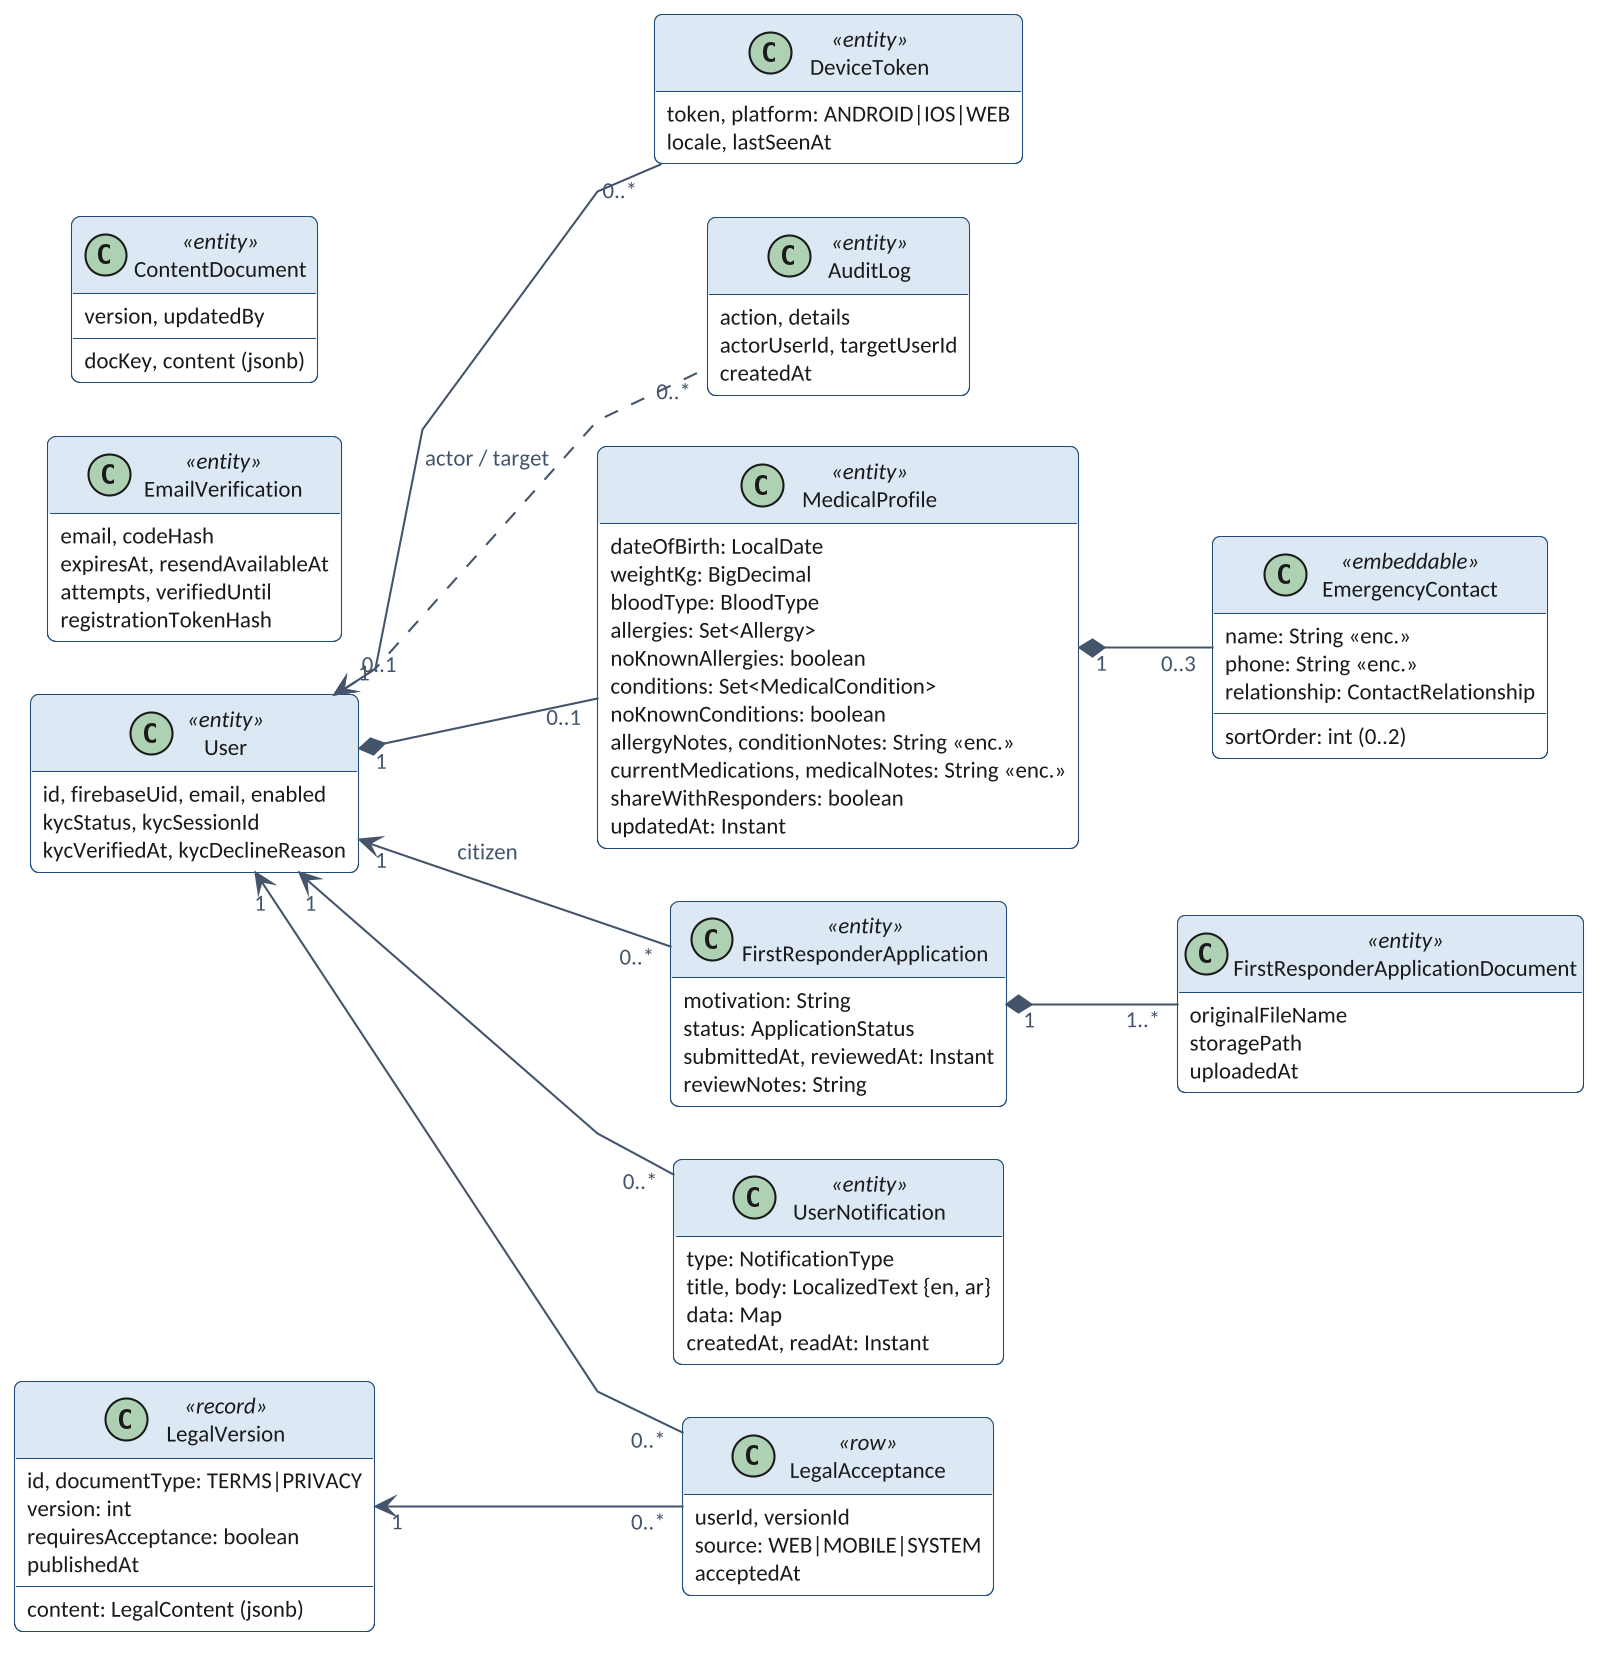 C
«entity»
DeviceToken
token, platform: ANDROID|IOS|WEB
locale, lastSeenAt
0..*
C
«entity»
ContentDocument
version, updatedBy
docKey, content (jsonb)
C
«entity»
AuditLog
action, details
actorUserId, targetUserId
createdAt
0..*
actor / target
C
«entity»
EmailVerification
email, codeHash
expiresAt, resendAvailableAt
attempts, verifiedUntil
registrationTokenHash
C
«entity»
MedicalProfile
dateOfBirth: LocalDate
weightKg: BigDecimal
bloodType: BloodType
allergies: Set<Allergy>
noKnownAllergies: boolean
conditions: Set<MedicalCondition>
noKnownConditions: boolean
allergyNotes, conditionNotes: String «enc.»
currentMedications, medicalNotes: String «enc.»
shareWithResponders: boolean
updatedAt: Instant
C
«embeddable»
EmergencyContact
name: String «enc.»
phone: String «enc.»
relationship: ContactRelationship
sortOrder: int (0..2)
1
0..3
0..1
1
C
«entity»
User
id, firebaseUid, email, enabled
kycStatus, kycSessionId
kycVerifiedAt, kycDeclineReason
0..1
1
1
citizen
0..*
1
1
C
«entity»
FirstResponderApplication
motivation: String
status: ApplicationStatus
submittedAt, reviewedAt: Instant
reviewNotes: String
1
1..*
C
«entity»
FirstResponderApplicationDocument
originalFileName
storagePath
uploadedAt
0..*
C
«entity»
UserNotification
type: NotificationType
title, body: LocalizedText {en, ar}
data: Map
createdAt, readAt: Instant
C
«record»
LegalVersion
id, documentType: TERMS|PRIVACY
version: int
requiresAcceptance: boolean
publishedAt
content: LegalContent (jsonb)
0..*
1
0..*
C
«row»
LegalAcceptance
userId, versionId
source: WEB|MOBILE|SYSTEM
acceptedAt